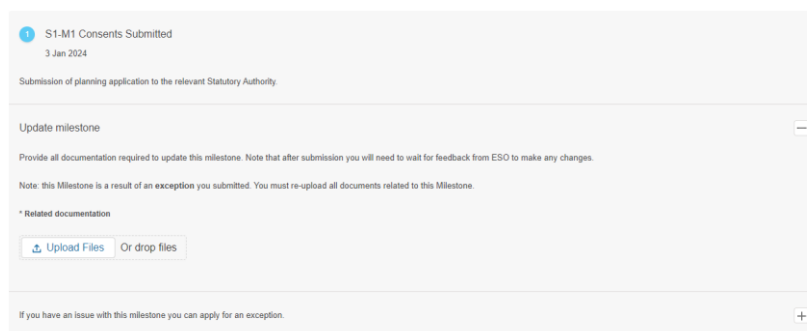 1 S1-M1 Consents Submitted
3 Jan 2024
Submission of planning application to the relevant Statutory Authority.
Update milestone
Provide all documentation required to update this milestone. Note that after submission you will need to wait for feedback from ESO to make any changes.
Note: this Milestone is a result of an exception you submitted. You must re-upload all documents related to this Milestone.
* Related documentation
Upload Files Or drop files
If you have an issue with this milestone you can apply for an exception.